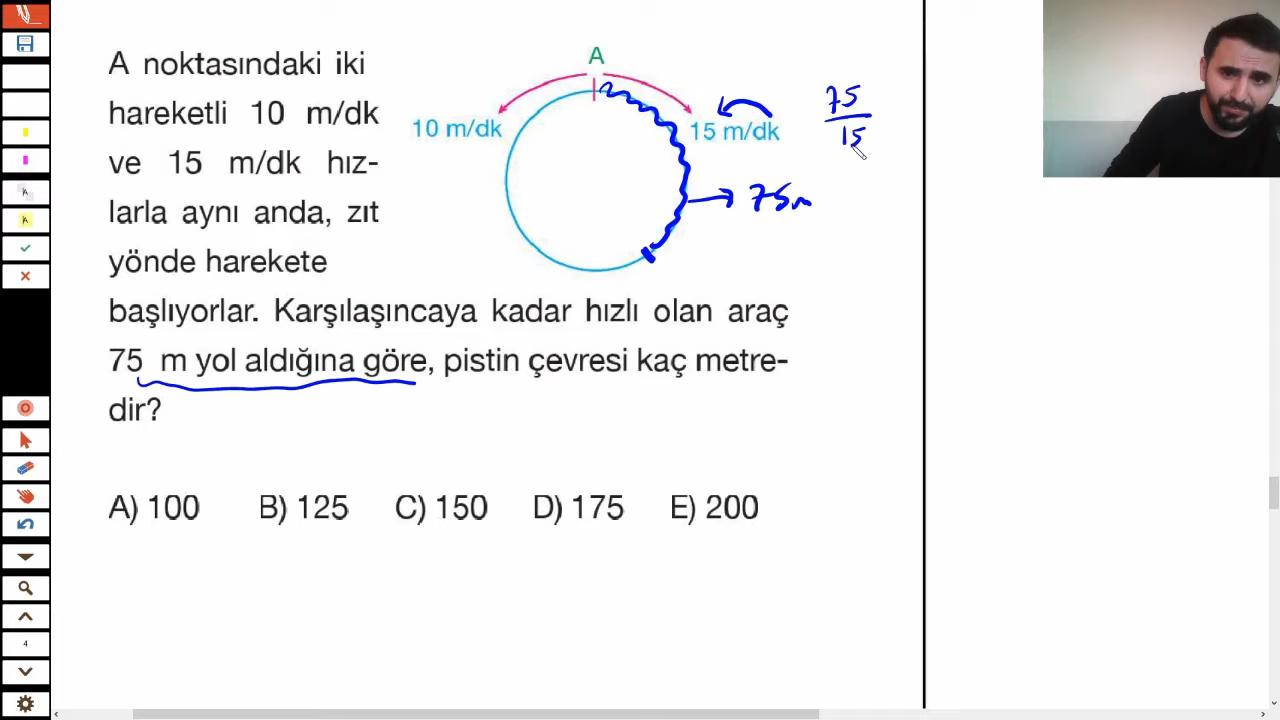 A noktasındaki iki
hareketli 10 m/dk
ve 15 m/dk hız-
larla aynı anda, zıt
yönde harekete
başlıyorlar. Karşılaşıncaya kadar hızlı olan araç
75 m yol aldığına göre, pistin çevresi kaç metre-
dir?
A
10 m/dk
15 m/dk
75
15
75m
A) 100 B) 125 C) 150 D) 175 E) 200
A
A
4